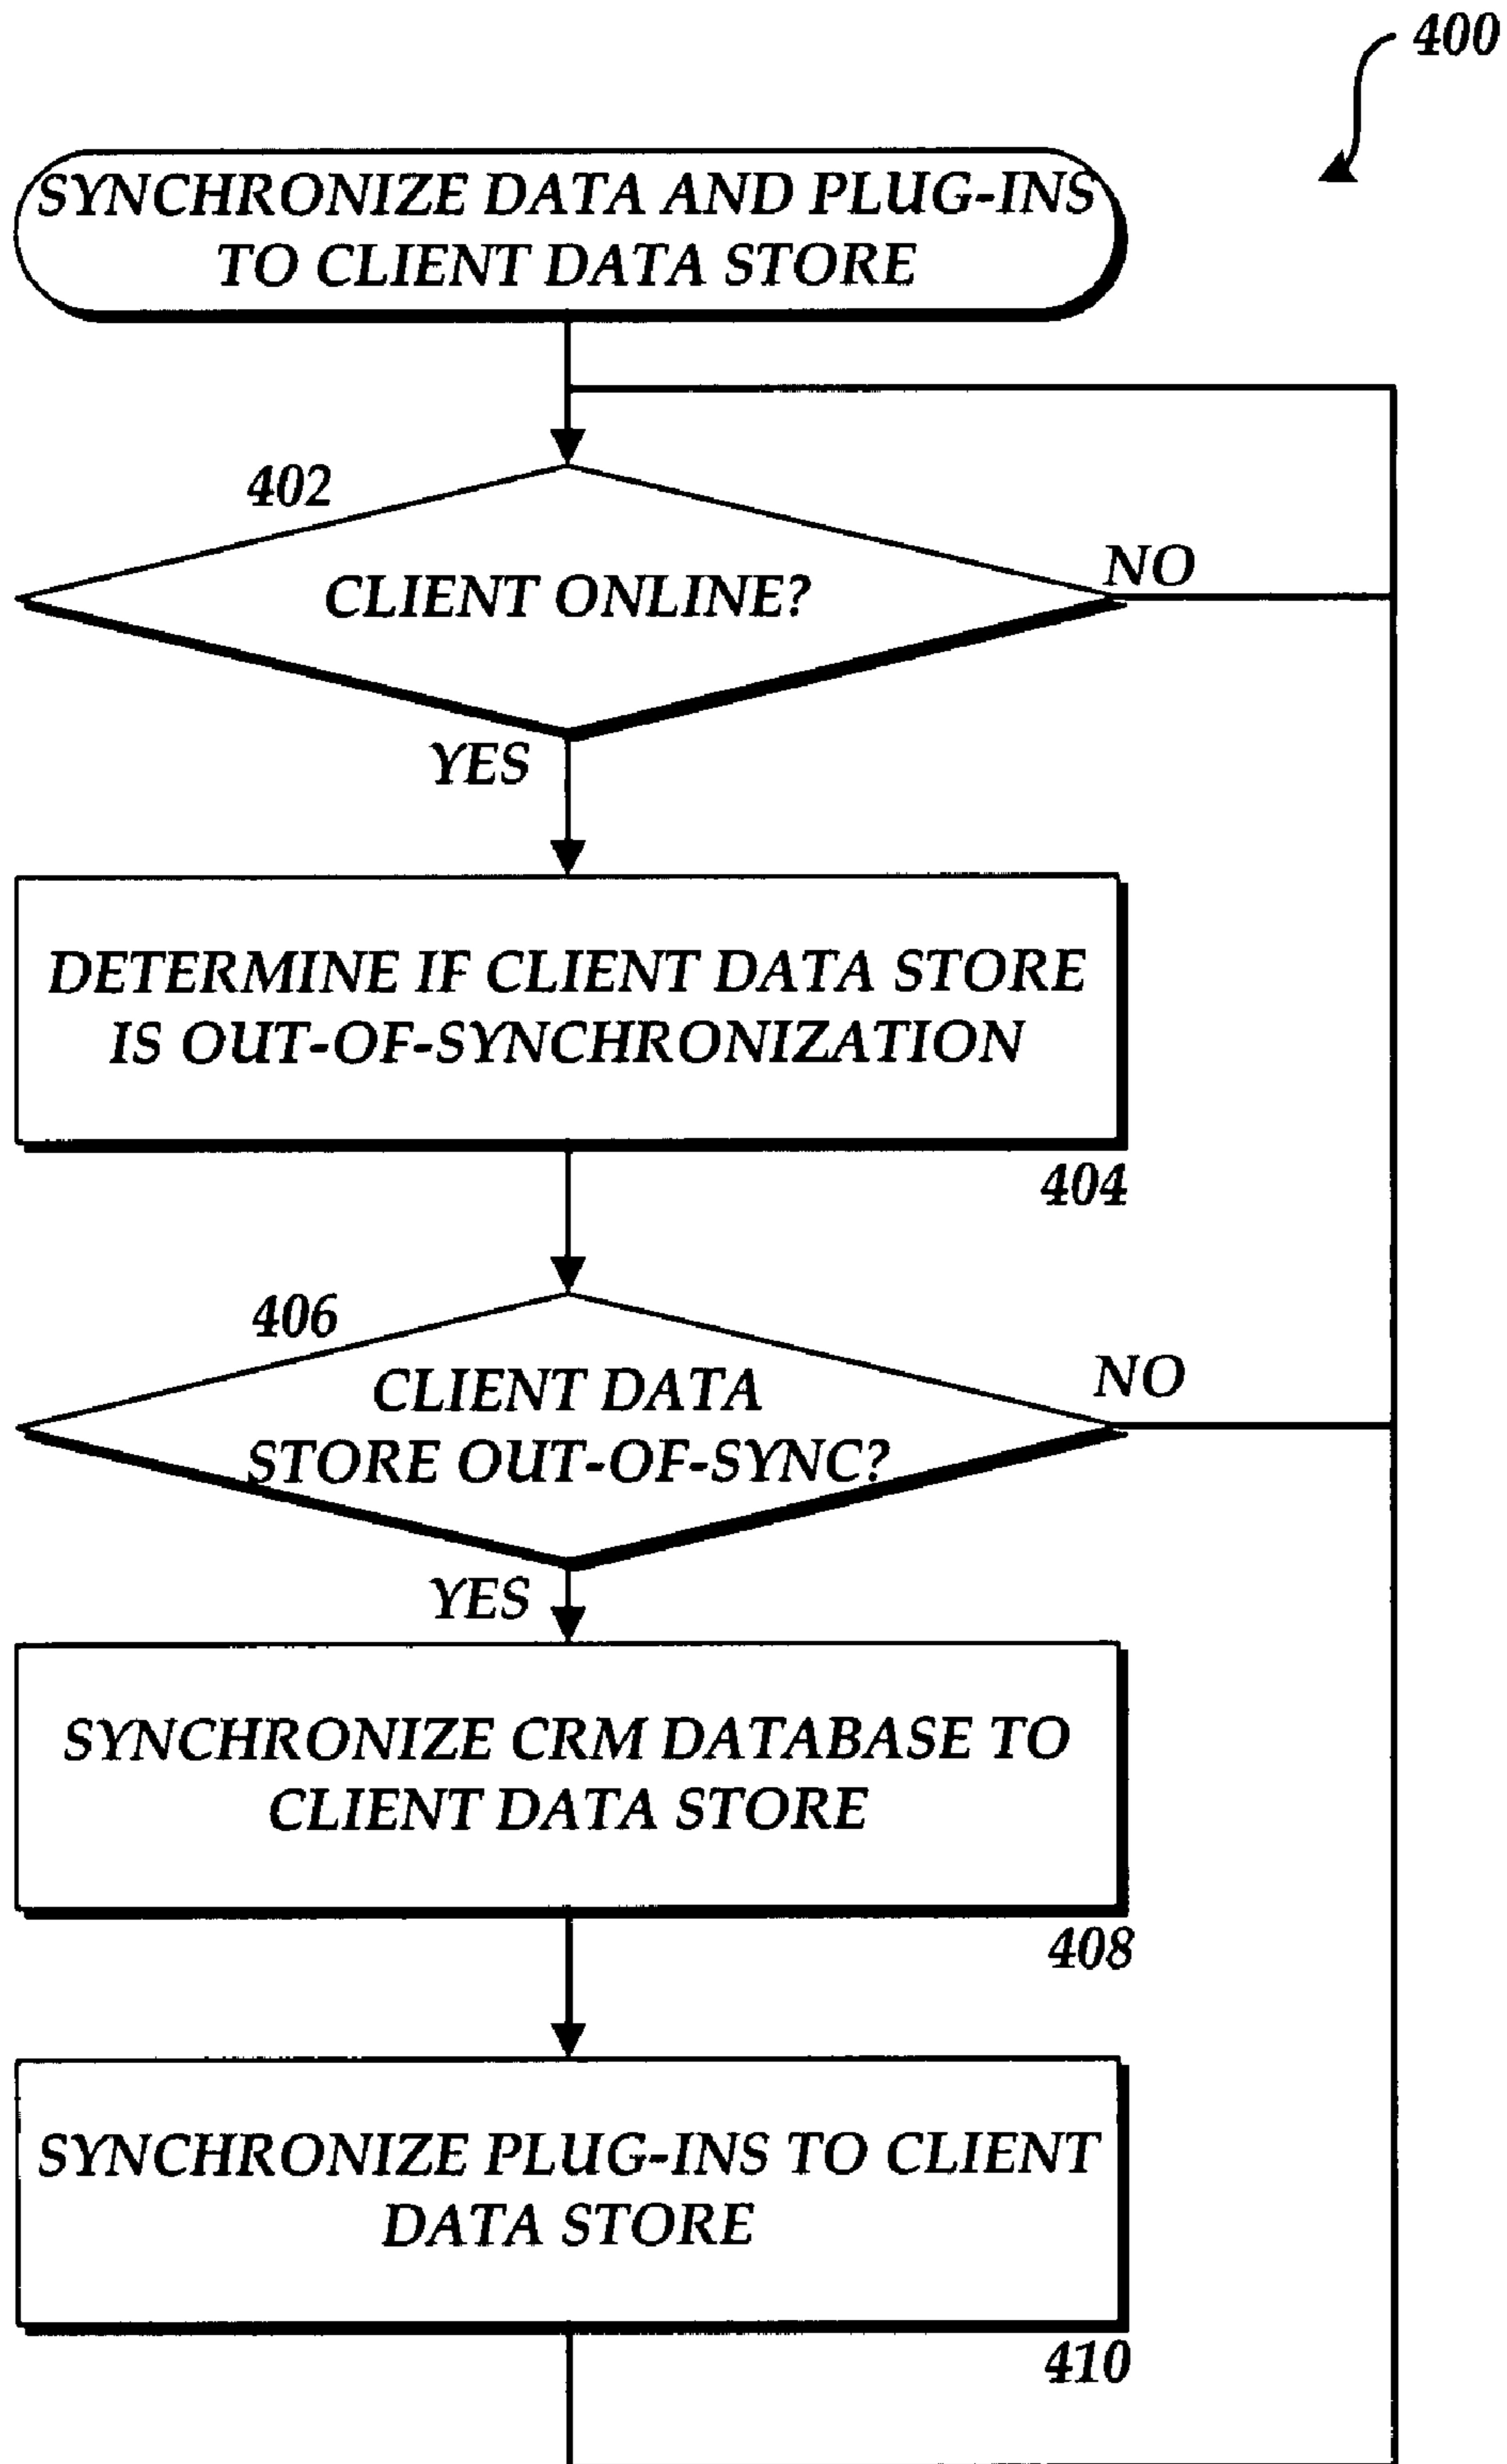 400
SYNCHRONIZE DATA AND PLUG-INS
TO CLIENT DATA STORE
402
CLIENT ONLINE?
NO
YES
DETERMINE IF CLIENT DATA STORE
IS OUT-OF-SYNCHRONIZATION
404
406
CLIENT DATA
STORE OUT-OF-SYNC?
NO
YES
SYNCHRONIZE CRM DATABASE TO
CLIENT DATA STORE
408
SYNCHRONIZE PLUG-INS TO CLIENT
DATA STORE
410